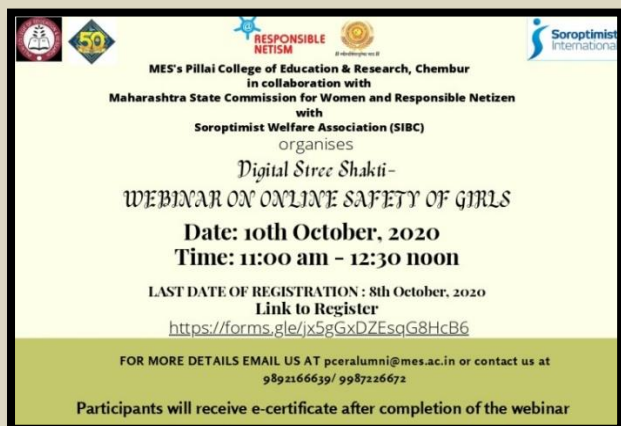 50
RESPONSIBLE
NETISM
Soroptimist
International
MES's Pillai College of Education & Research, Chembur
in collaboration with
Maharashtra State Commission for Women and Responsible Netizen
with
Soroptimist Welfare Association (SIBC)
organises
Digital Stree Shakti-
WEBINAR ON ONLINE SAFETY OF GIRLS
Date: 10th October, 2020
Time: 11:00 am - 12:30 noon
LAST DATE OF REGISTRATION : 8th October, 2020
Link to Register
https://forms.gle/jx5gGxDZEsqG8HcB6
FOR MORE DETAILS EMAIL US AT pceralumni@mes.ac.in or contact us at
9892166639/ 9987226672
Participants will receive e-certificate after completion of the webinar